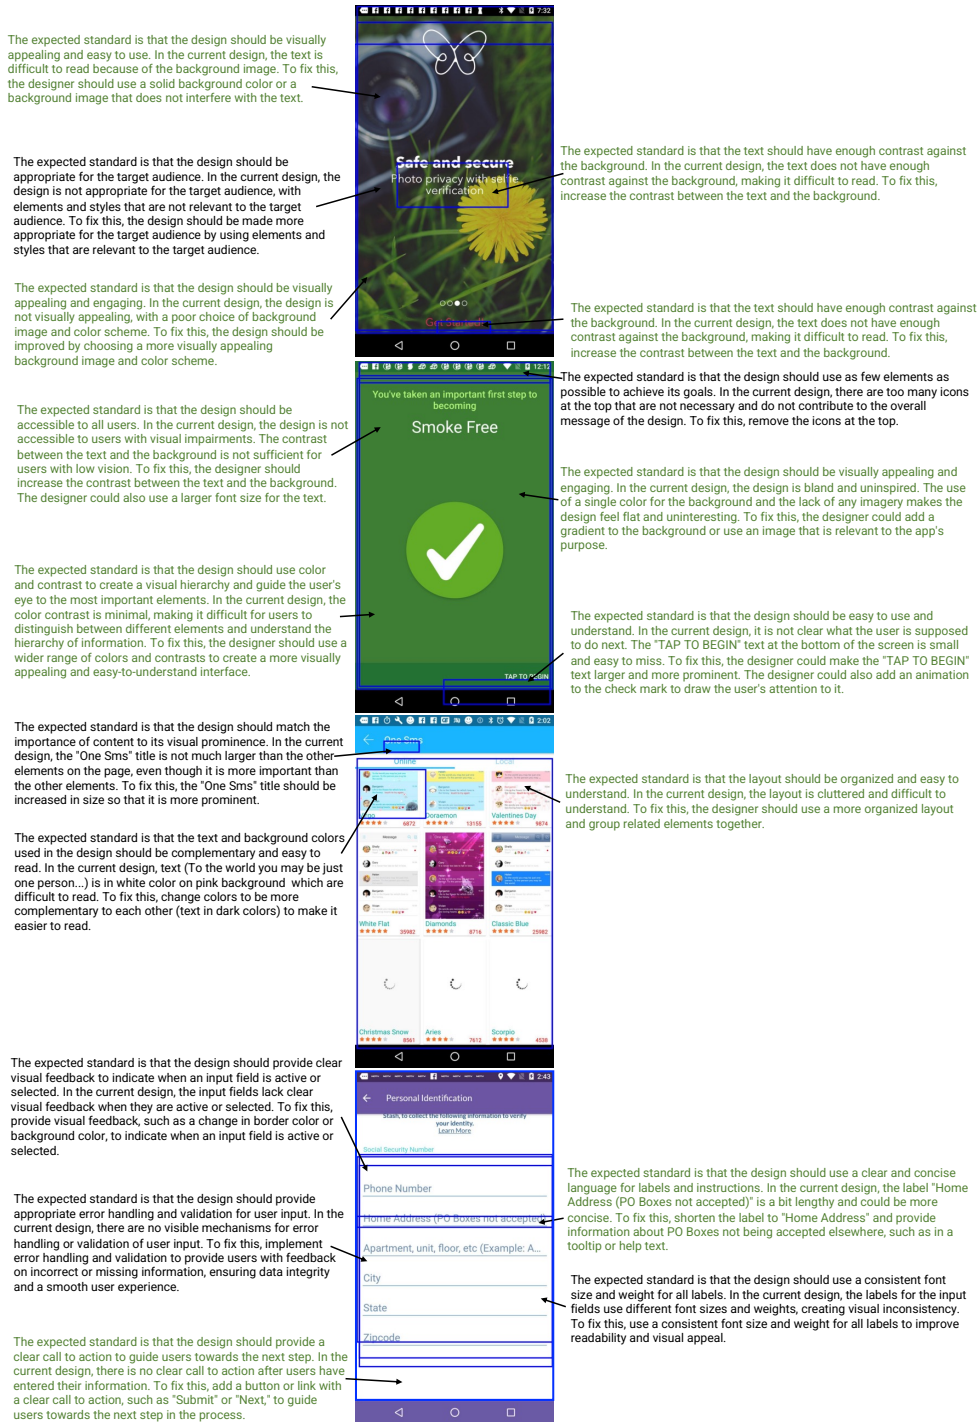 7:32
The expected standard is that the design should be visually
appealing and easy to use. In the current design, the text is
difficult to read because of the background image. To fix this,
the designer should use a solid background color or a
background image that does not interfere with the text.
The expected standard is that the design should be
appropriate for the target audience. In the current design, the
design is not appropriate for the target audience, with
elements and styles that are not relevant to the target
audience. To fix this, the design should be made more
appropriate for the target audience by using elements and
styles that are relevant to the target audience.
Safe and secure
Photo privacy with selfie
verification
The expected standard is that the text should have enough contrast against
the background. In the current design, the text does not have enough
contrast against the background, making it difficult to read. To fix this,
increase the contrast between the text and the background.
The expected standard is that the design should be visually
appealing and engaging. In the current design, the design is
not visually appealing, with a poor choice of background
image and color scheme. To fix this, the design should be
improved by choosing a more visually appealing
background image and color scheme.
The expected standard is that the text should have enough contrast against
the background. In the current design, the text does not have enough
contrast against the background, making it difficult to read. To fix this,
increase the contrast between the text and the background.
12:12
The expected standard is that the design should use as few elements as
possible to achieve its goals. In the current design, there are too many icons
at the top that are not necessary and do not contribute to the overall
message of the design. To fix this, remove the icons at the top.
You've taken an important first step to
becoming
Smoke Free
The expected standard is that the design should be
accessible to all users. In the current design, the design is not
accessible to users with visual impairments. The contrast
between the text and the background is not sufficient for
users with low vision. To fix this, the designer should
increase the contrast between the text and the background.
The designer could also use a larger font size for the text.
The expected standard is that the design should be visually appealing and
engaging. In the current design, the design is bland and uninspired. The use
of a single color for the background and the lack of any imagery makes the
design feel flat and uninteresting. To fix this, the designer could add a
gradient to the background or use an image that is relevant to the app's
purpose.
The expected standard is that the design should use color
and contrast to create a visual hierarchy and guide the user's
eye to the most important elements. In the current design, the
color contrast is minimal, making it difficult for users to
distinguish between different elements and understand the
hierarchy of information. To fix this, the designer should use a
wider range of colors and contrasts to create a more visually
appealing and easy-to-understand interface.
The expected standard is that the design should be easy to use and
understand. In the current design, it is not clear what the user is supposed
to do next. The "TAP TO BEGIN" text at the bottom of the screen is small
and easy to miss. To fix this, the designer could make the "TAP TO BEGIN"
text larger and more prominent. The designer could also add an animation
to the check mark to draw the user's attention to it.
TAP TO BEGIN
2:02
One Sms
Online
Local
The expected standard is that the design should match the
importance of content to its visual prominence. In the current
design, the "One Sms" title is not much larger than the other
elements on the page, even though it is more important than
the other elements. To fix this, the "One Sms" title should be
increased in size so that it is more prominent.
The expected standard is that the layout should be organized and easy to
understand. In the current design, the layout is cluttered and difficult to
understand. To fix this, the designer should use a more organized layout
and group related elements together.
Doraemon
Valentines Day
6872
13155
9874
The expected standard is that the text and background colors
used in the design should be complementary and easy to
read. In the current design, text (To the world you may be just
one person...) is in white color on pink background which are
difficult to read. To fix this, change colors to be more
complementary to each other (text in dark colors) to make it
easier to read.
White Flat
Diamonds
Classic Blue
35982
8716
25982
Christmas Snow
Aries
Scorpio
8561
7612
4538
2:43
Personal Identification
Stash, to collect the following information to verify
your identity.
Learn More
Social Security Number
Phone Number
Home Address (PO Boxes not accepted)
Apartment, unit, floor, etc (Example: A...
City
State
Zipcode
The expected standard is that the design should provide clear
visual feedback to indicate when an input field is active or
selected. In the current design, the input fields lack clear
visual feedback when they are active or selected. To fix this,
provide visual feedback, such as a change in border color or
background color, to indicate when an input field is active or
selected.
The expected standard is that the design should use a clear and concise
language for labels and instructions. In the current design, the label "Home
Address (PO Boxes not accepted)" is a bit lengthy and could be more
concise. To fix this, shorten the label to "Home Address" and provide
information about PO Boxes not being accepted elsewhere, such as in a
tooltip or help text.
The expected standard is that the design should provide
appropriate error handling and validation for user input. In the
current design, there are no visible mechanisms for error
handling or validation of user input. To fix this, implement
error handling and validation to provide users with feedback
on incorrect or missing information, ensuring data integrity
and a smooth user experience.
The expected standard is that the design should use a consistent font
size and weight for all labels. In the current design, the labels for the input
fields use different font sizes and weights, creating visual inconsistency.
To fix this, use a consistent font size and weight for all labels to improve
readability and visual appeal.
The expected standard is that the design should provide a
clear call to action to guide users towards the next step. In the
current design, there is no clear call to action after users have
entered their information. To fix this, add a button or link with
a clear call to action, such as "Submit" or "Next," to guide
users towards the next step in the process.